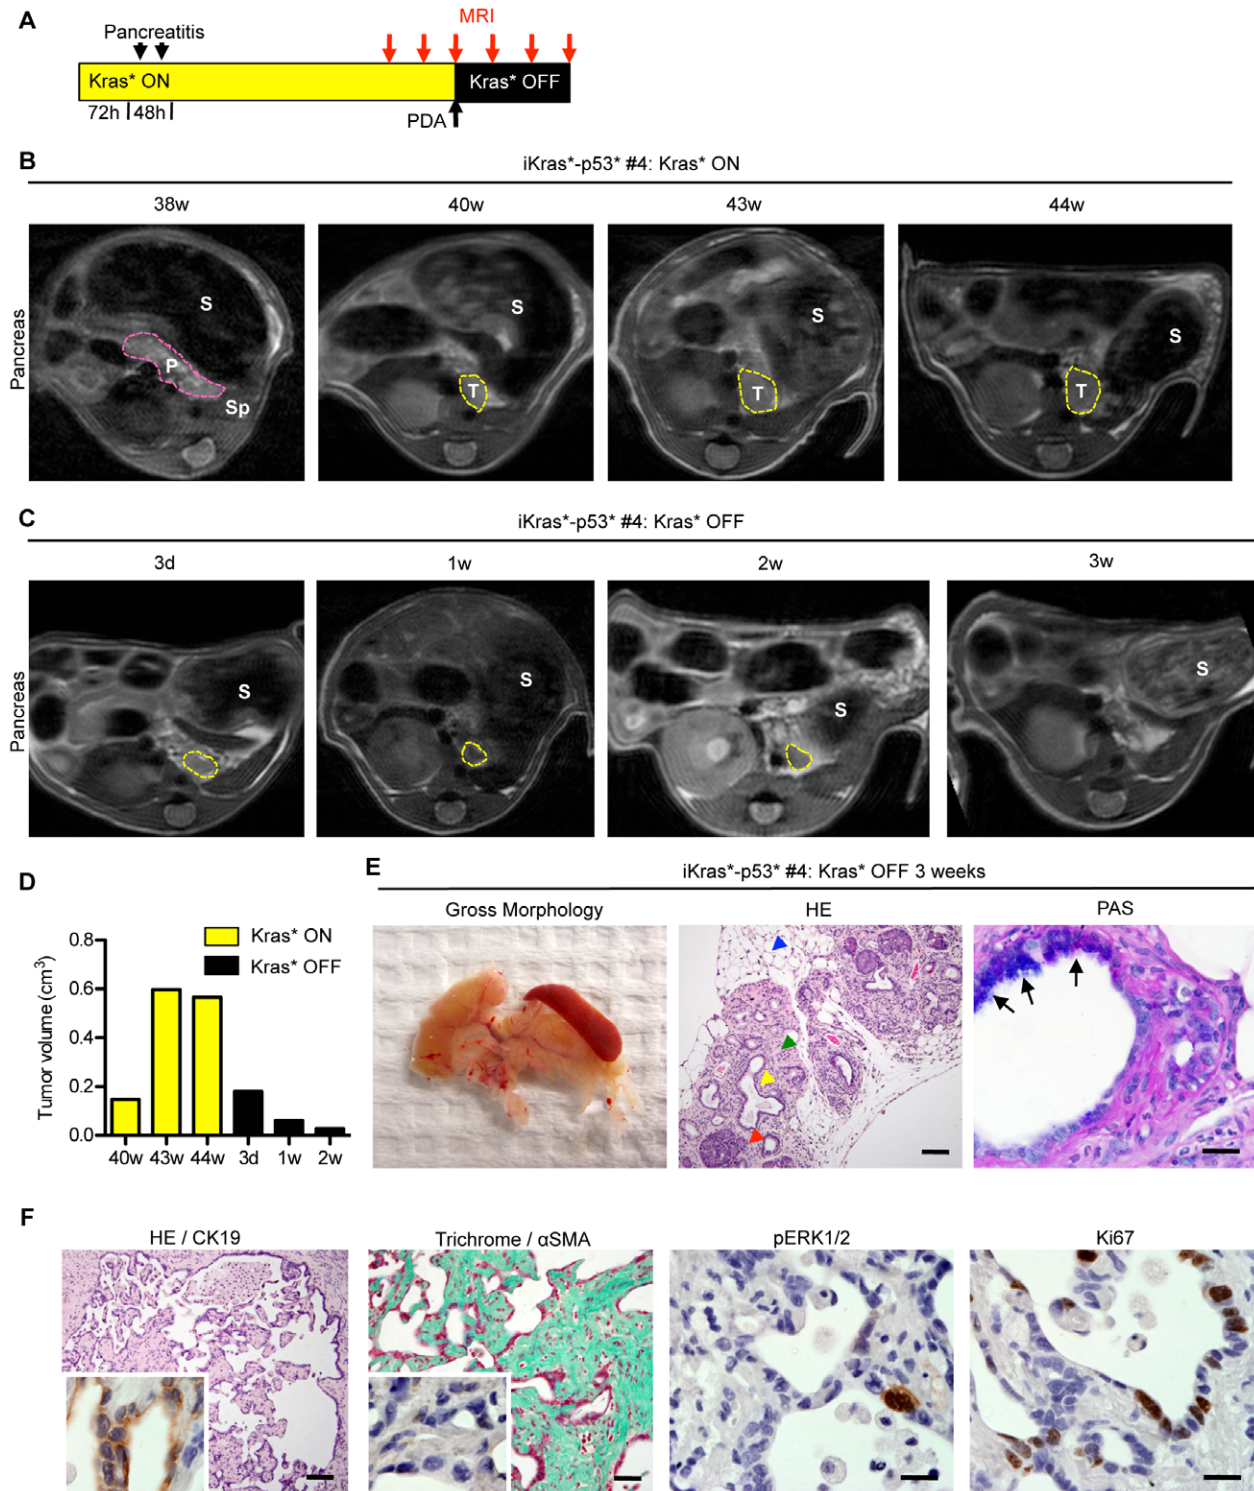 A
Pancreatitis
MRI
Kras* ON
Kras* OFF
72h
48h
PDA
B
iKras*-p53* #4: Kras* ON
38w
40w
43w
44w
Pancreas
S
P
Sp
S
T
S
T
S
T
C
iKras*-p53* #4: Kras* OFF
3d
1w
2w
3w
Pancreas
S
S
S
S
D
Kras* ON
Kras* OFF
Tumor volume (cm³)
0.8
0.6
0.4
0.2
0.0
40w
43w
44w
3d
1w
2w
E
iKras*-p53* #4: Kras* OFF 3 weeks
Gross Morphology
HE
PAS
F
HE / CK19
Trichrome / αSMA
pERK1/2
Ki67